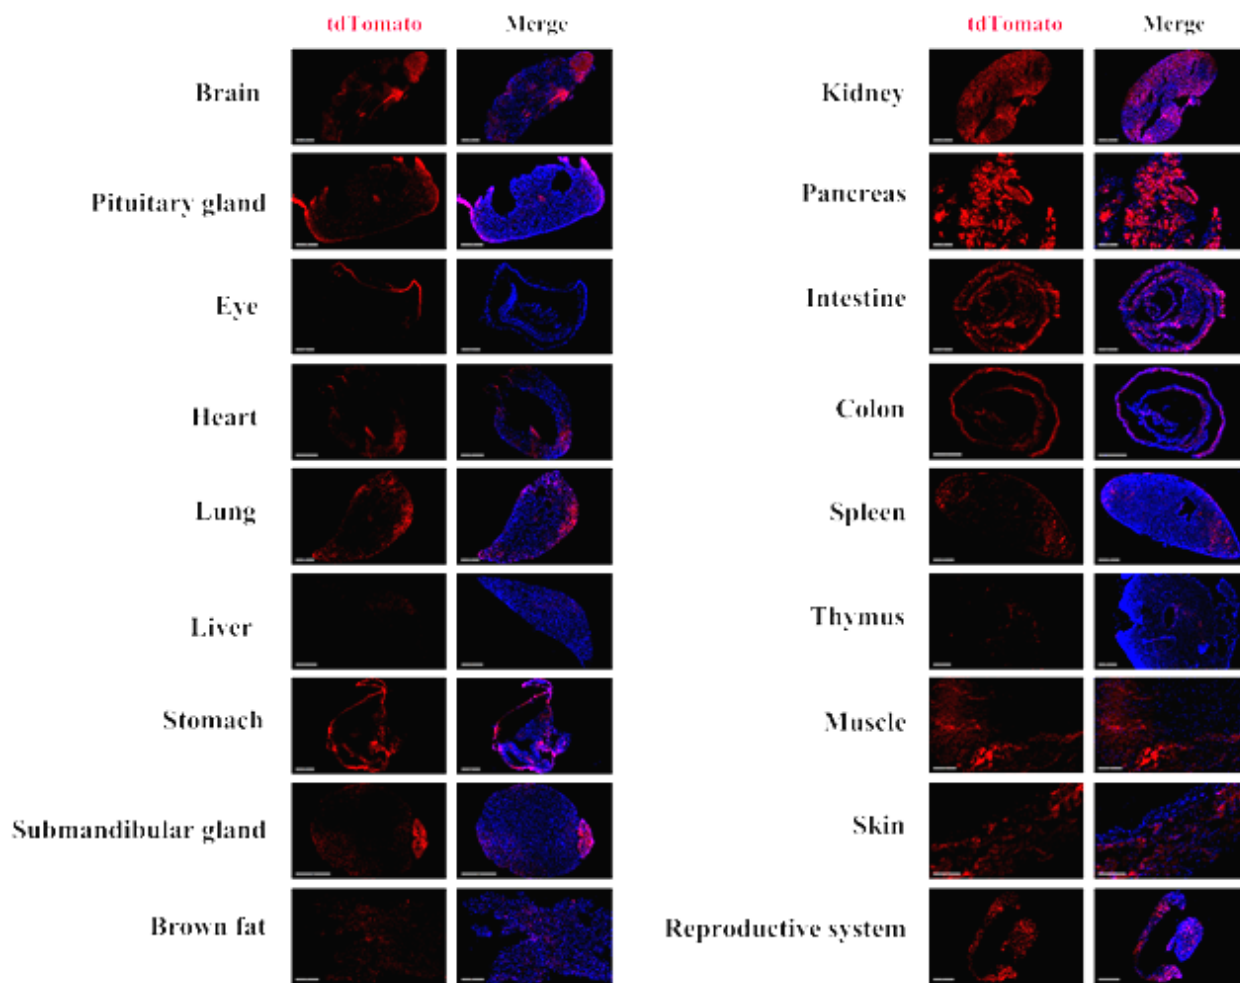 tdTomato Merge tdTomato Merge
Brain Kidney
Pituitary gland Pancreas
Eye Intestine
Heart Colon
Lung Spleen
Liver Thymus
Stomach Muscle
Submandibular gland Skin
Brown fat Reproductive system